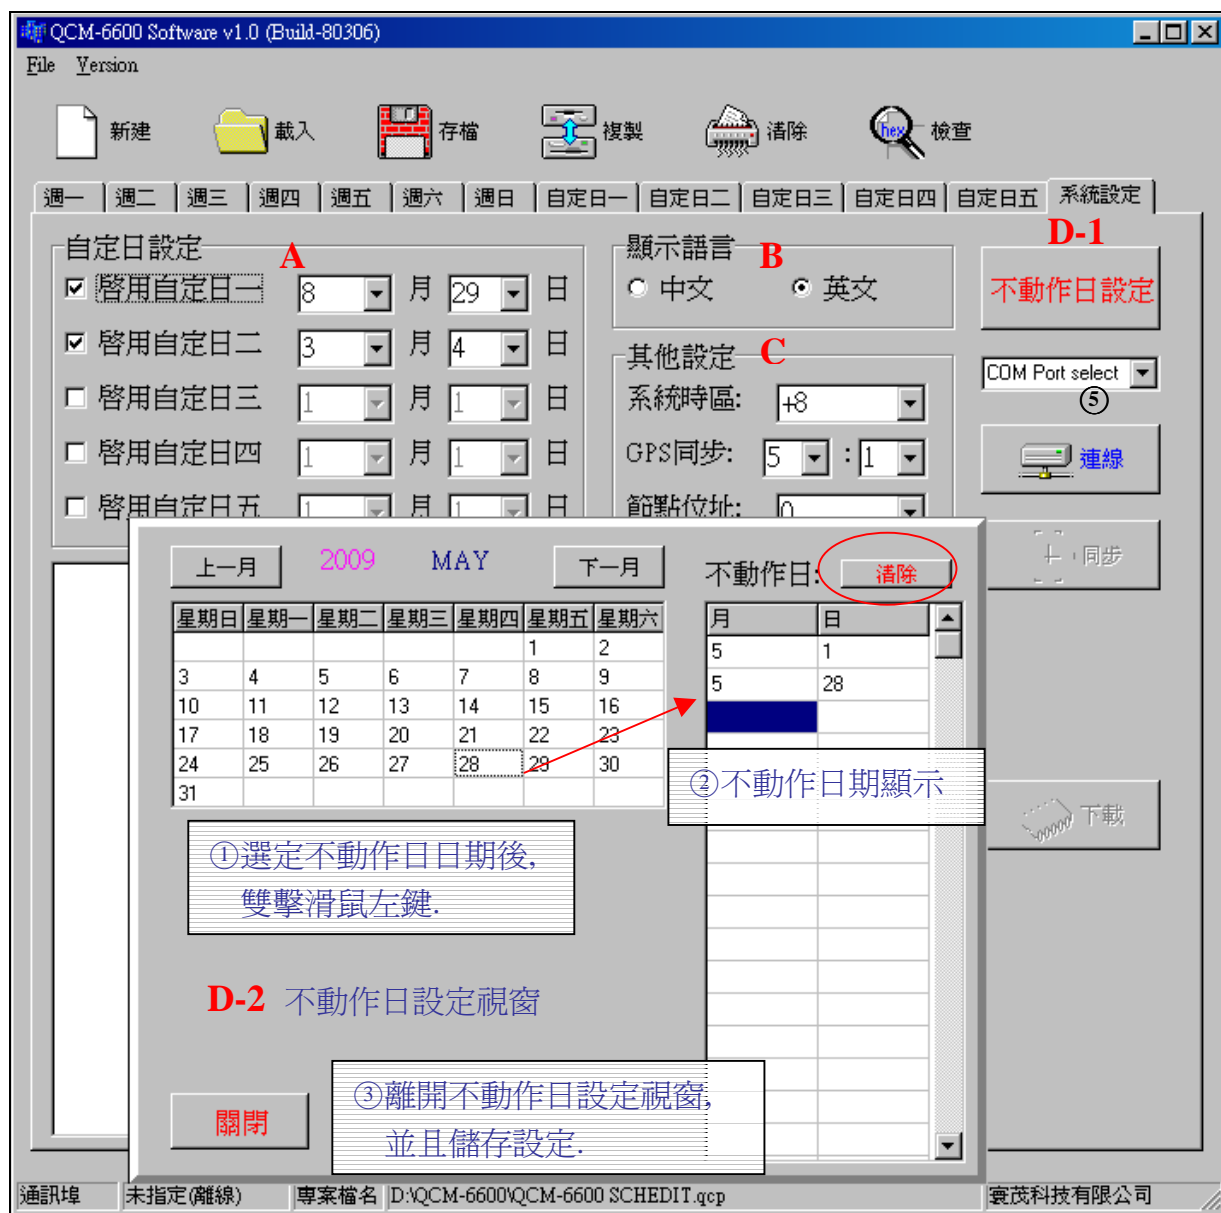 QCM-6600 Software v1.0 (Build-80306)
File Version
新建 載入 存檔 複製 清除 hex 檢查
週一 週二 週三 週四 週五 週六 週日 自定日一 自定日二 自定日三 自定日四 自定日五 系統設定
自定日設定 A
啓用自定日一 8 月 29 日
啓用自定日二 3 月 4 日
啓用自定日三 1 月 1 日
啓用自定日四 1 月 1 日
啓用自定日五 1 月 1 日
顯示語言 B
中文 英文
其他設定 C
系統時區: +8
GPS同步: 5 : 1
節點位址: 0
D-1
不動作日設定
COM Port select
⑤
連線
同步
下載
上一月 2009 MAY 下一月
星期日 星期一 星期二 星期三 星期四 星期五 星期六
1 2
3 4 5 6 7 8 9
10 11 12 13 14 15 16
17 18 19 20 21 22 23
24 25 26 27 28 29 30
31
不動作日: 清除
月 日
5 1
5 28
②不動作日期顯示
①選定不動作日日期後,
雙擊滑鼠左鍵.
D-2 不動作日設定視窗
③離開不動作日設定視窗,
並且儲存設定.
關閉
通訊埠 未指定(離線) 專案檔名 D:\QCM-6600\QCM-6600 SCHEDIT.qcp 寰茂科技有限公司